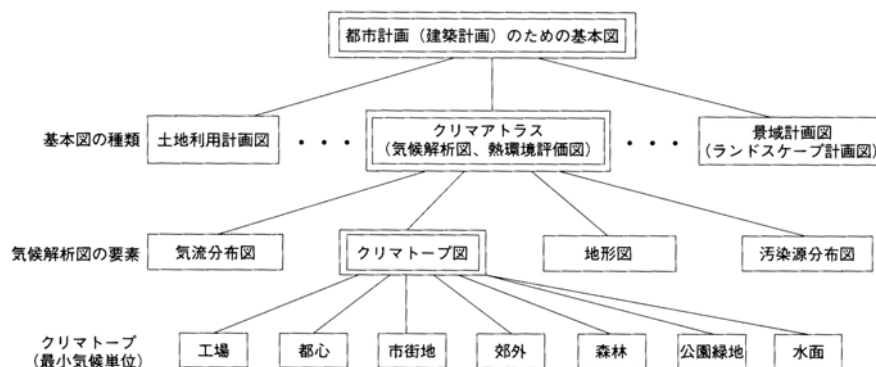 都市計画（建築計画）のための基本図
基本図の種類
土地利用計画図
・・・
クリマアトラス
（気候解析図、熱環境評価図）
・・・
景域計画図
（ランドスケープ計画図）
気候解析図の要素
気流分布図
クリマトープ図
地形図
汚染源分布図
クリマトープ
（最小気候単位）
工場
都心
市街地
郊外
森林
公園緑地
水面